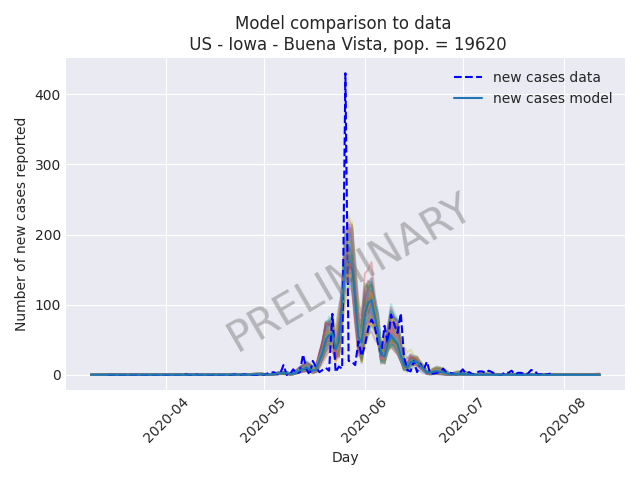 Model comparison to data
US - Iowa - Buena Vista, pop. = 19620
new cases data
new cases model
Number of new cases reported
400
300
200
100
0
PRELIMINARY
2020-04
2020-05
2020-06
2020-07
2020-08
Day